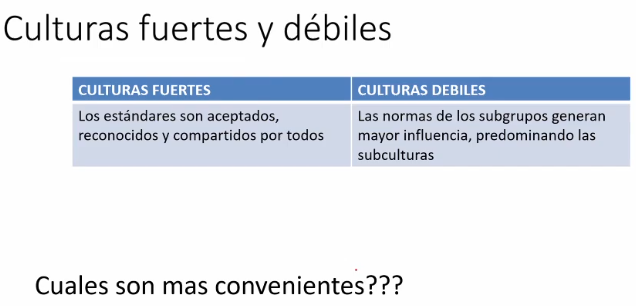 Culturas fuertes y débiles
CULTURAS FUERTES
CULTURAS DEBILES
Los estándares son aceptados,
reconocidos y compartidos por todos
Las normas de los subgrupos generan
mayor influencia, predominando las
subculturas
Cuales son mas convenientes???